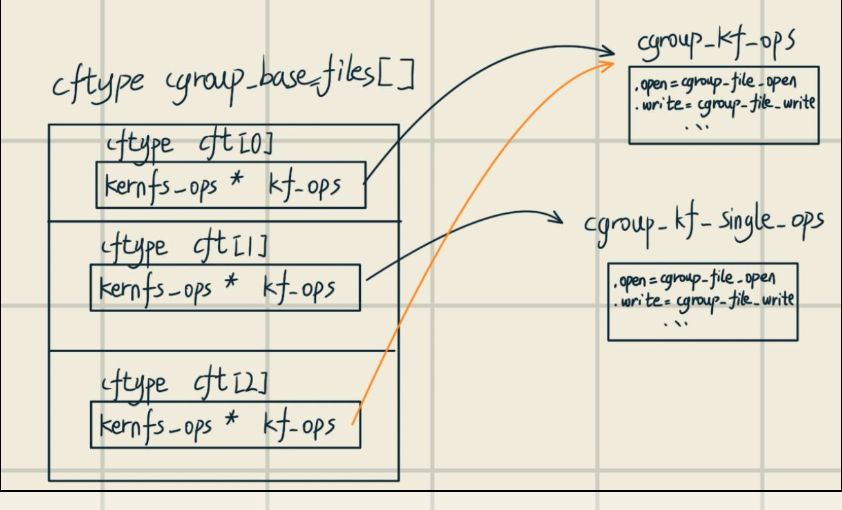 cftype cgroup_base_files[]
cftype cft[0]
kernfs_ops * kf_ops
cftype cft[1]
kernfs_ops * kf_ops
cftype cft[2]
kernfs_ops * kf_ops
cgroup_kf_ops
.open=cgroup_file_open
.write=cgroup_file_write
...
cgroup_kf_single_ops
.open=cgroup_file_open
.write=cgroup_file_write
...